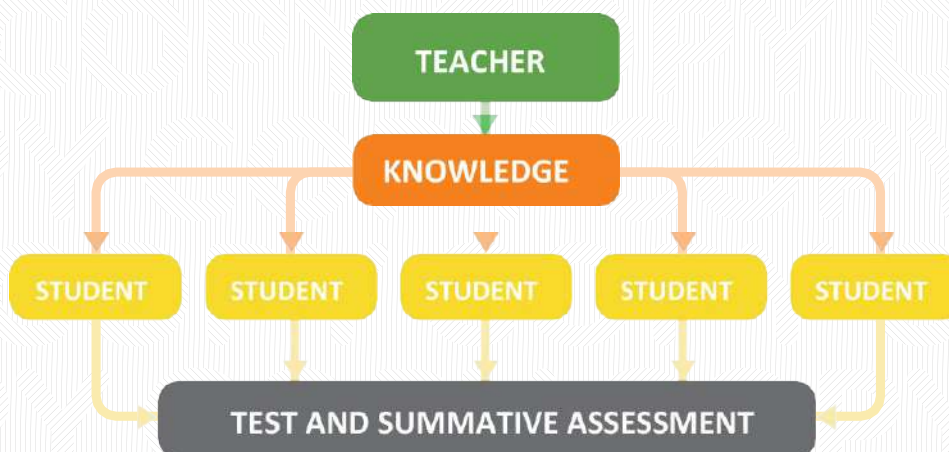 TEACHER
KNOWLEDGE
STUDENT
STUDENT
STUDENT
STUDENT
STUDENT
TEST AND SUMMATIVE ASSESSMENT